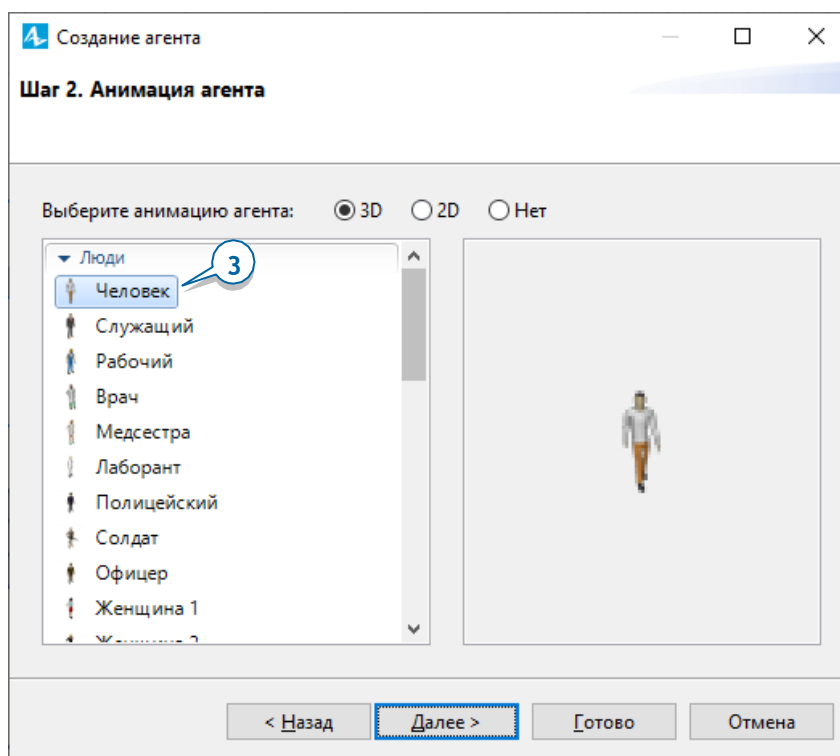 Создание агента
Шаг 2. Анимация агента
Выберите анимацию агента: 3D 2D Нет
Люди
3
Человек
Служащий
Рабочий
Врач
Медсестра
Лаборант
Полицейский
Солдат
Офицер
Женщина 1
< Назад Далее > Готово Отмена